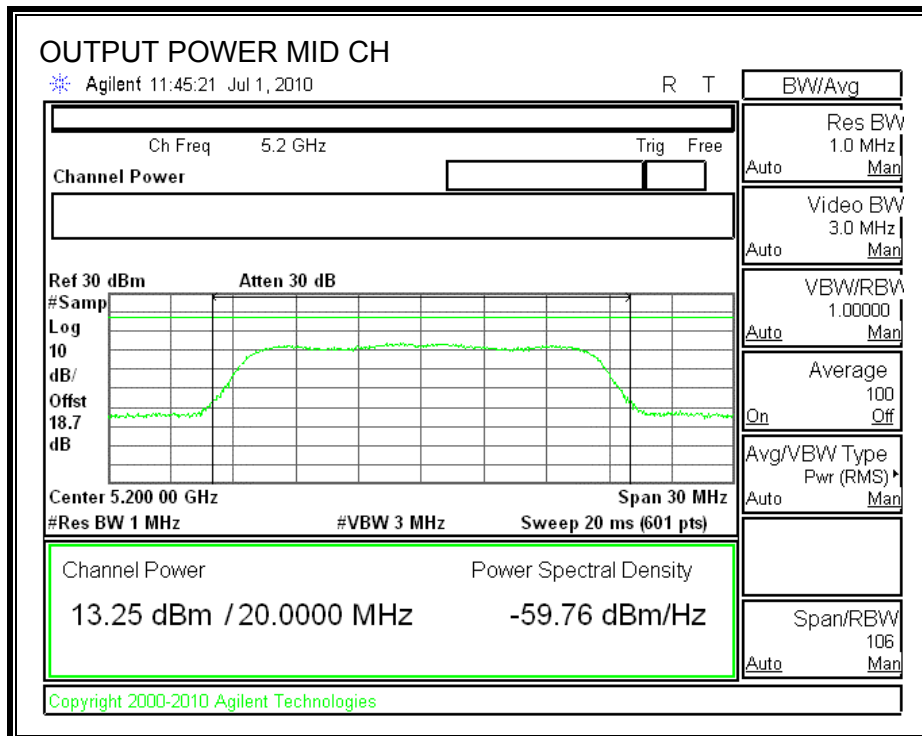 OUTPUT POWER MID CH
Agilent 11:45:21 Jul 1, 2010 R T
Ch Freq 5.2 GHz Trig Free
Channel Power
Ref 30 dBm Atten 30 dB
#Samp
Log
10
dB/
Offst
18.7
dB
Center 5.200 00 GHz Span 30 MHz
#Res BW 1 MHz #VBW 3 MHz Sweep 20 ms (601 pts)
Channel Power Power Spectral Density
13.25 dBm / 20.0000 MHz -59.76 dBm/Hz
Copyright 2000-2010 Agilent Technologies
BW/Avg
Res BW
1.0 MHz
Auto Man
Video BW
3.0 MHz
Auto Man
VBW/RBW
1.00000
Auto Man
Average
100
On Off
Avg/VBW Type
Pwr (RMS)
Auto Man
Span/RBW
106
Auto Man